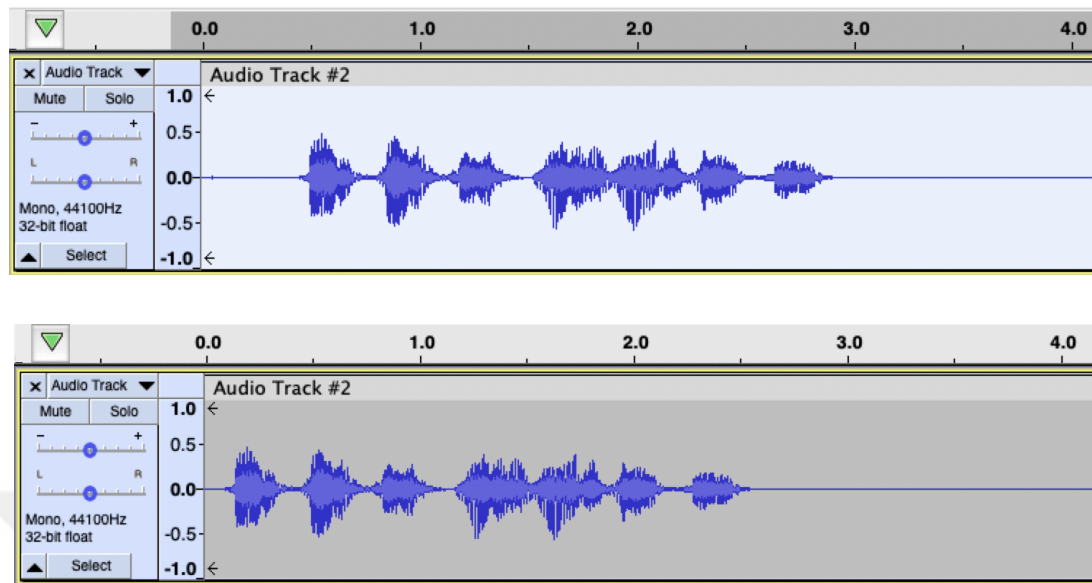 0.0 1.0 2.0 3.0 4.0
× Audio Track ▼ Audio Track #2
Mute Solo 1.0
- + 0.5-
L R 0.0-
Mono, 44100Hz
32-bit float -0.5-
Select -1.0
0.0 1.0 2.0 3.0 4.0
× Audio Track ▼ Audio Track #2
Mute Solo 1.0
- + 0.5-
L R 0.0-
Mono, 44100Hz
32-bit float -0.5-
Select -1.0